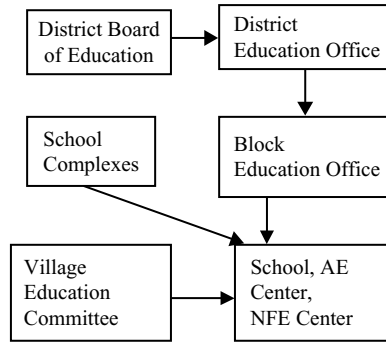 District Board
of Education
District
Education Office
School
Complexes
Block
Education Office
Village
Education
Committee
School, AE
Center,
NFE Center